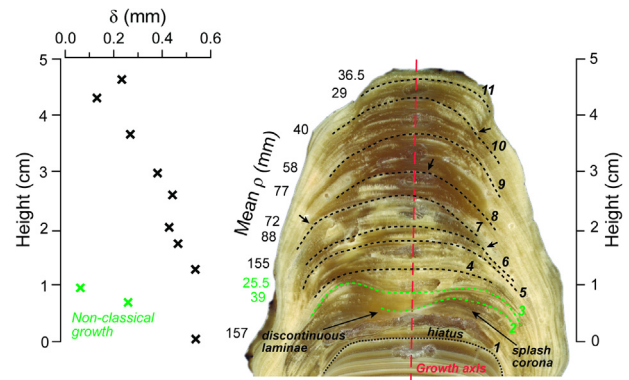 δ (mm)
0.0 0.2 0.4 0.6
5
4
3
2
1
0
Height (cm)
Non-classical
growth
Mean ρ (mm)
36.5
29
40
58
77
72
88
155
25.5
39
157
11
10
9
8
7
6
5
4
3
2
1
discontinuous
laminae
hiatus
splash
corona
Growth axis
5
4
3
2
1
0
Height (cm)